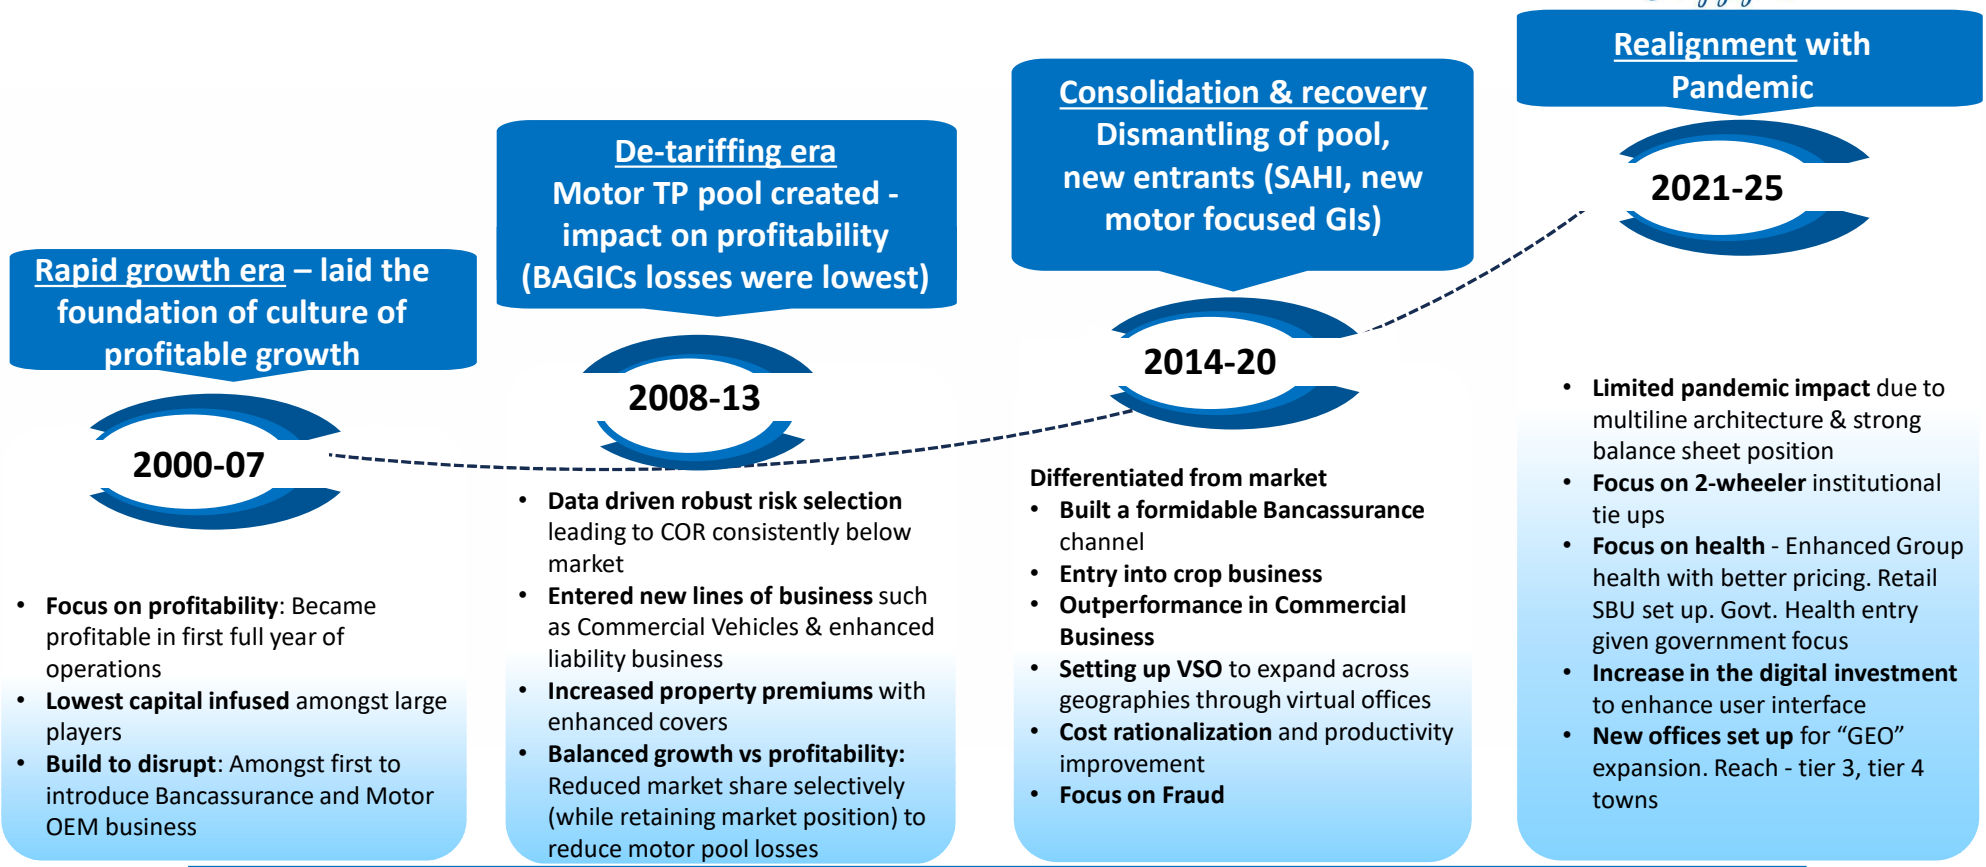 Rapid growth era – laid the
foundation of culture of
profitable growth
2000-07
• Focus on profitability: Became
profitable in first full year of
operations
• Lowest capital infused amongst large
players
• Build to disrupt: Amongst first to
introduce Bancassurance and Motor
OEM business
De-tariffing era
Motor TP pool created -
impact on profitability
(BAGICs losses were lowest)
2008-13
• Data driven robust risk selection
leading to COR consistently below
market
• Entered new lines of business such
as Commercial Vehicles & enhanced
liability business
• Increased property premiums with
enhanced covers
• Balanced growth vs profitability:
Reduced market share selectively
(while retaining market position) to
reduce motor pool losses
Consolidation & recovery
Dismantling of pool,
new entrants (SAHI, new
motor focused GIs)
2014-20
Differentiated from market
• Built a formidable Bancassurance
channel
• Entry into crop business
• Outperformance in Commercial
Business
• Setting up VSO to expand across
geographies through virtual offices
• Cost rationalization and productivity
improvement
• Focus on Fraud
Realignment with
Pandemic
2021-25
• Limited pandemic impact due to
multiline architecture & strong
balance sheet position
• Focus on 2-wheeler institutional
tie ups
• Focus on health - Enhanced Group
health with better pricing. Retail
SBU set up. Govt. Health entry
given government focus
• Increase in the digital investment
to enhance user interface
• New offices set up for “GEO”
expansion. Reach - tier 3, tier 4
towns